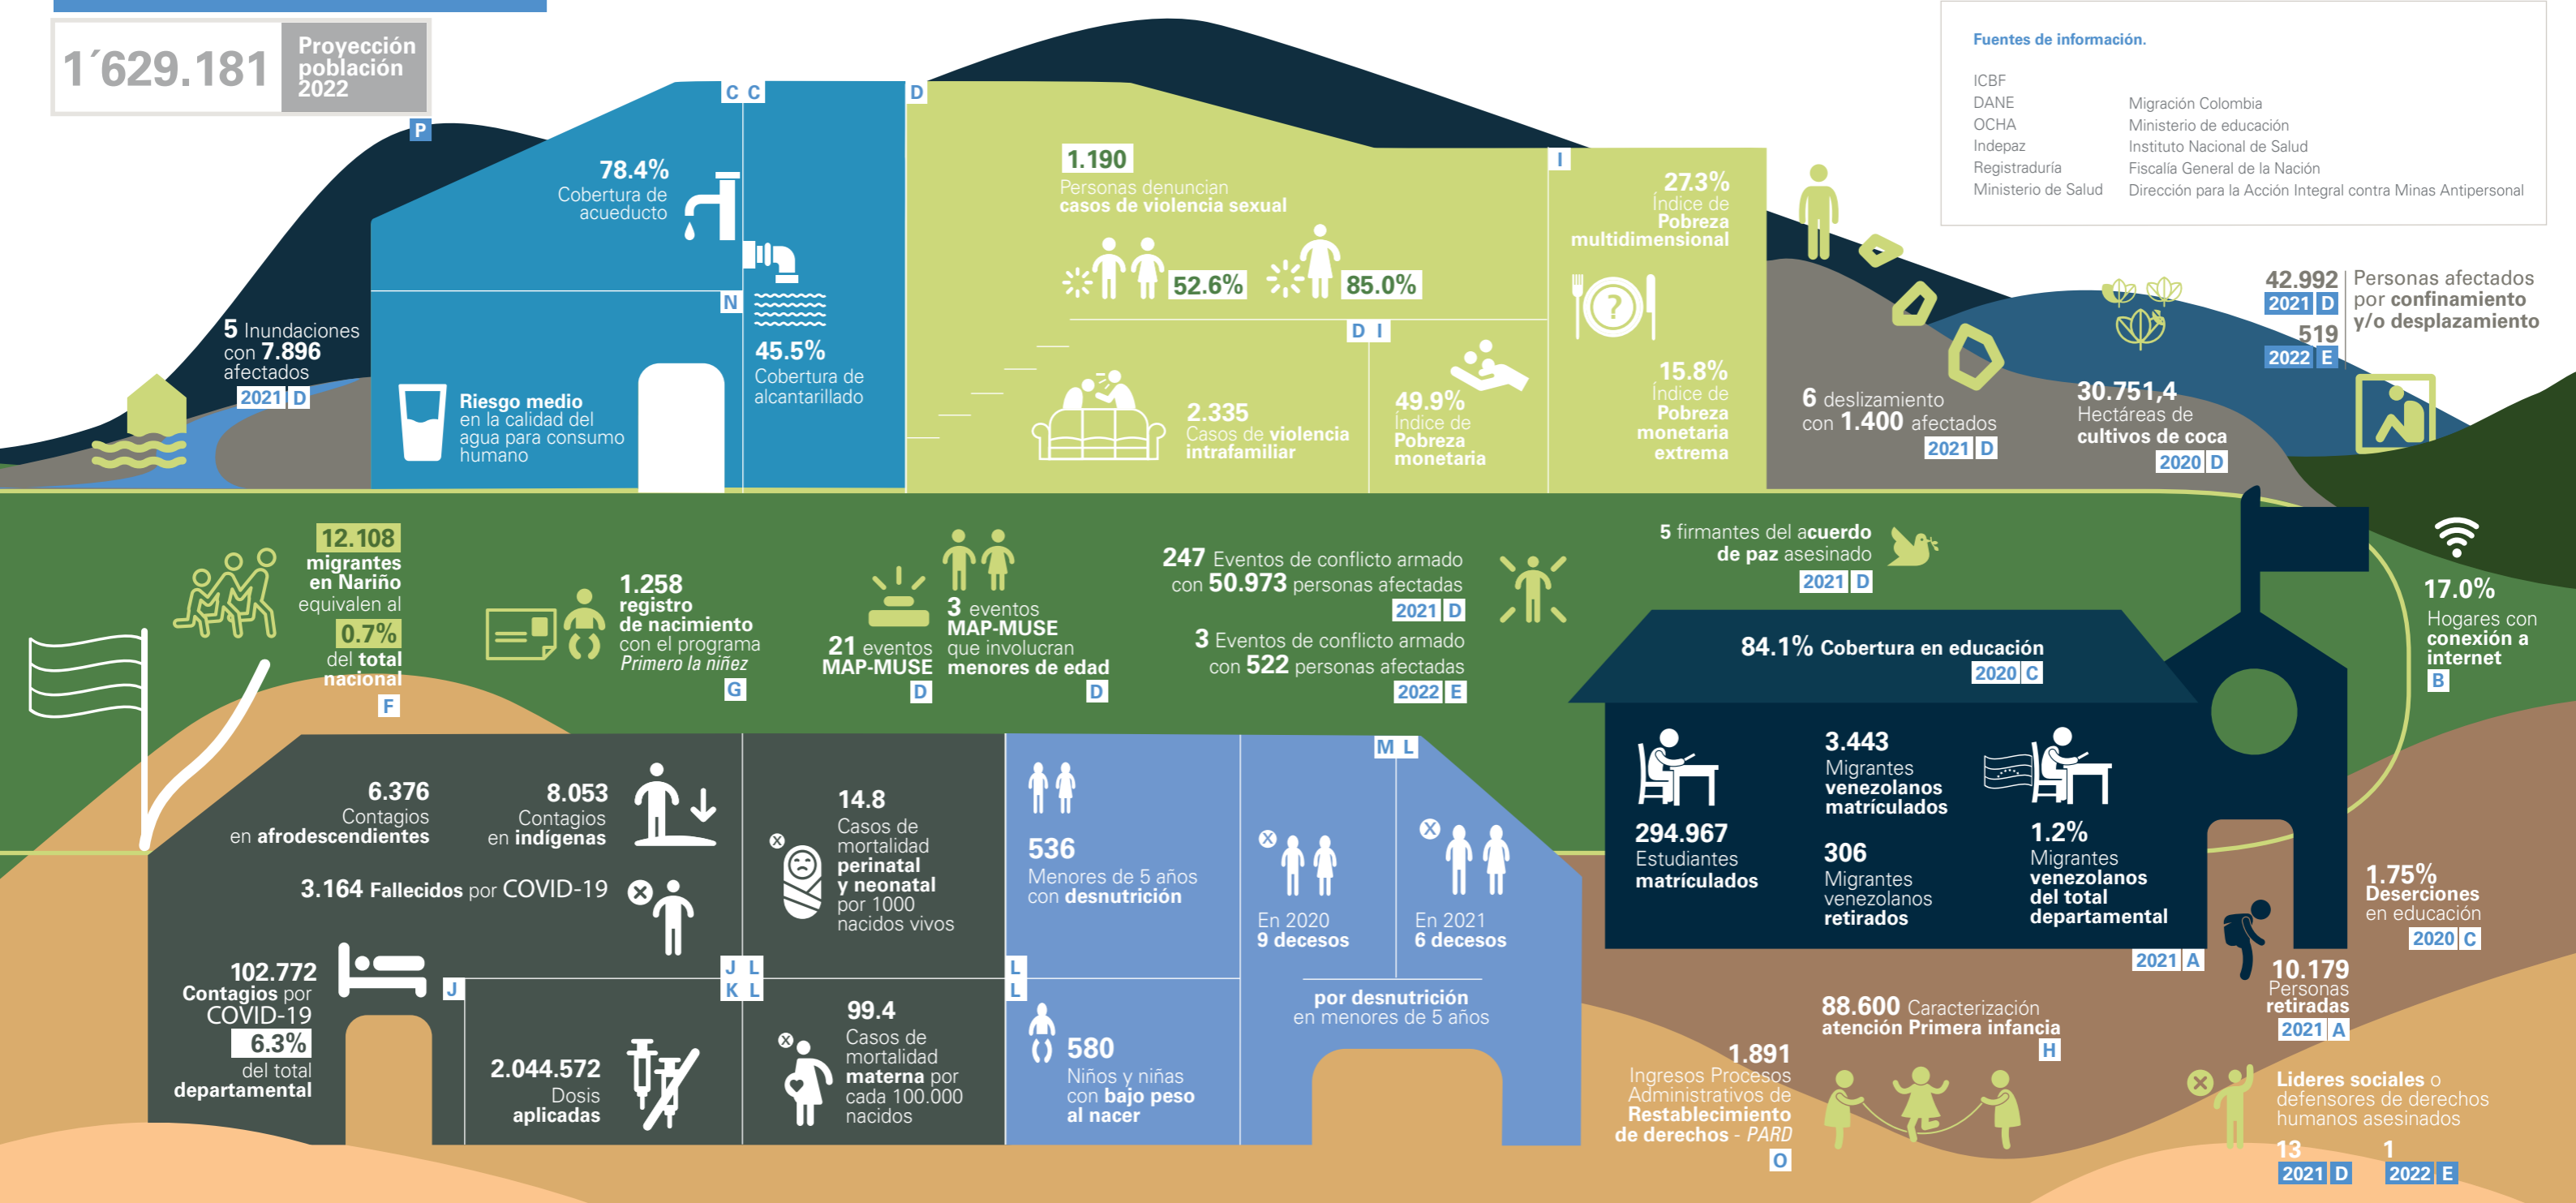 1´629.181
Proyección
población
2022
P
Fuentes de información.
ICBF
DANE
OCHA
Indepaz
Registraduría
Ministerio de Salud
Migración Colombia
Ministerio de educación
Instituto Nacional de Salud
Fiscalía General de la Nación
Dirección para la Acción Integral contra Minas Antipersonal
5 Inundaciones
con 7.896
afectados
2021 D
C C
78.4%
Cobertura de
acueducto
N
Riesgo medio
en la calidad del
agua para consumo
humano
45.5%
Cobertura de
alcantarillado
D
1.190
Personas denuncian
casos de violencia sexual
52.6%
85.0%
D I
2.335
Casos de violencia
intrafamiliar
49.9%
Índice de
Pobreza
monetaria
I
27.3%
Índice de
Pobreza
multidimensional
?
15.8%
Índice de
Pobreza
monetaria
extrema
6 deslizamiento
con 1.400 afectados
2021 D
30.751,4
Hectáreas de
cultivos de coca
2020 D
42.992
2021 D
519
2022 E
Personas afectados
por confinamiento
y/o desplazamiento
12.108
migrantes
en Nariño
equivalen al
0.7%
del total
nacional
F
1.258
registro
de nacimiento
con el programa
Primero la niñez
G
21 eventos
MAP-MUSE
D
3 eventos
MAP-MUSE
que involucran
menores de edad
D
247 Eventos de conflicto armado
con 50.973 personas afectadas
2021 D
3 Eventos de conflicto armado
con 522 personas afectadas
2022 E
5 firmantes del acuerdo
de paz asesinado
2021 D
84.1% Cobertura en educación
2020 C
17.0%
Hogares con
conexión a
internet
B
6.376
Contagios
en afrodescendientes
8.053
Contagios
en indígenas
3.164 Fallecidos por COVID-19
X
102.772
Contagios por
COVID-19
6.3%
del total
departamental
J
2.044.572
Dosis
aplicadas
J L
K L
X
14.8
Casos de
mortalidad
perinatal
y neonatal
por 1000
nacidos vivos
X
99.4
Casos de
mortalidad
materna por
cada 100.000
nacidos
L
L
536
Menores de 5 años
con desnutrición
580
Niños y niñas
con bajo peso
al nacer
M L
X
En 2020
9 decesos
X
En 2021
6 decesos
por desnutrición
en menores de 5 años
294.967
Estudiantes
matrículados
3.443
Migrantes
venezolanos
matrículados
306
Migrantes
venezolanos
retirados
1.2%
Migrantes
venezolanos
del total
departamental
2021 A
1.75%
Deserciones
en educación
2020 C
10.179
Personas
retiradas
2021 A
88.600 Caracterización
atención Primera infancia
H
1.891
Ingresos Procesos
Administrativos de
Restablecimiento
de derechos - PARD
O
X
Lideres sociales o
defensores de derechos
humanos asesinados
13
2021 D
1
2022 E